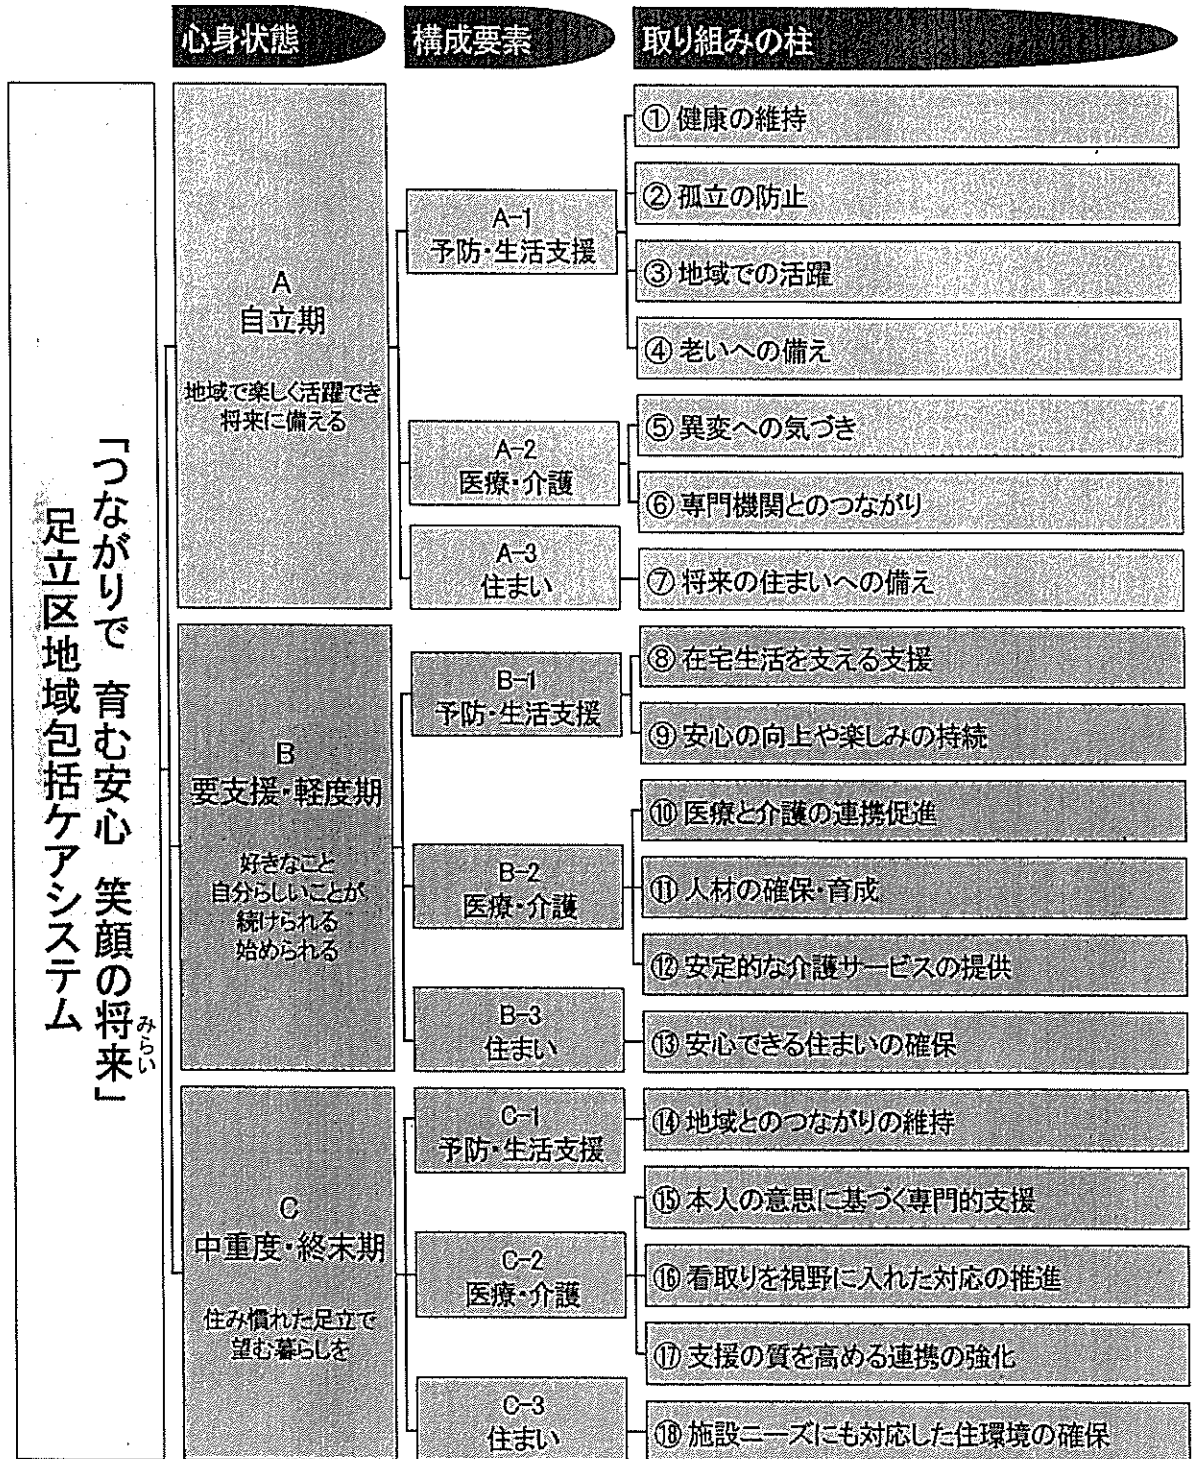 心身状態
構成要素
取り組みの柱
「つながりで 育む安心 笑顔の将来」
みらい
足立区地域包括ケアシステム
A
自立期
地域で楽しく活躍でき
将来に備える
A-1
予防・生活支援
① 健康の維持
② 孤立の防止
③ 地域での活躍
④ 老いへの備え
A-2
医療・介護
⑤ 異変への気づき
⑥ 専門機関とのつながり
A-3
住まい
⑦ 将来の住まいへの備え
B
要支援・軽度期
好きなこと
自分らしいことが
続けられる
始められる
B-1
予防・生活支援
⑧ 在宅生活を支える支援
⑨ 安心の向上や楽しみの持続
B-2
医療・介護
⑩ 医療と介護の連携促進
⑪ 人材の確保・育成
⑫ 安定的な介護サービスの提供
B-3
住まい
⑬ 安心できる住まいの確保
C
中重度・終末期
住み慣れた足立で
望む暮らしを
C-1
予防・生活支援
⑭ 地域とのつながりの維持
C-2
医療・介護
⑮ 本人の意思に基づく専門的支援
⑯ 看取りを視野に入れた対応の推進
⑰ 支援の質を高める連携の強化
C-3
住まい
⑱ 施設ニーズにも対応した住環境の確保